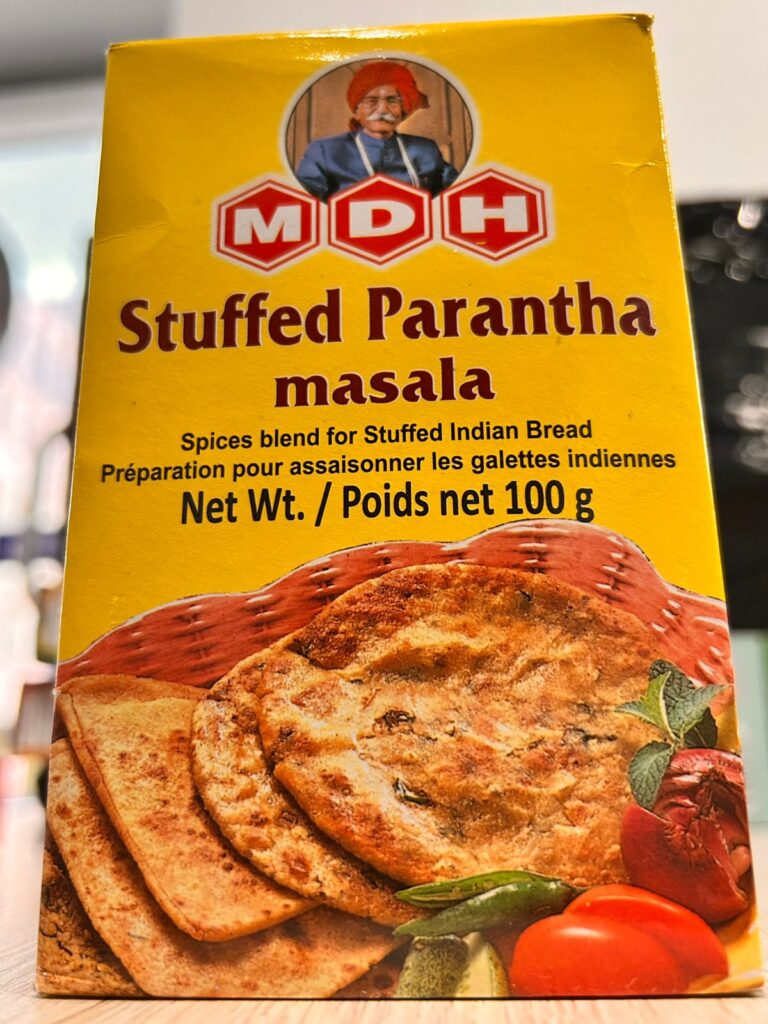 MDH
Stuffed Parantha
masala
Spices blend for Stuffed Indian Bread
Préparation pour assaisonner les galettes indiennes
Net Wt. / Poids net 100 g